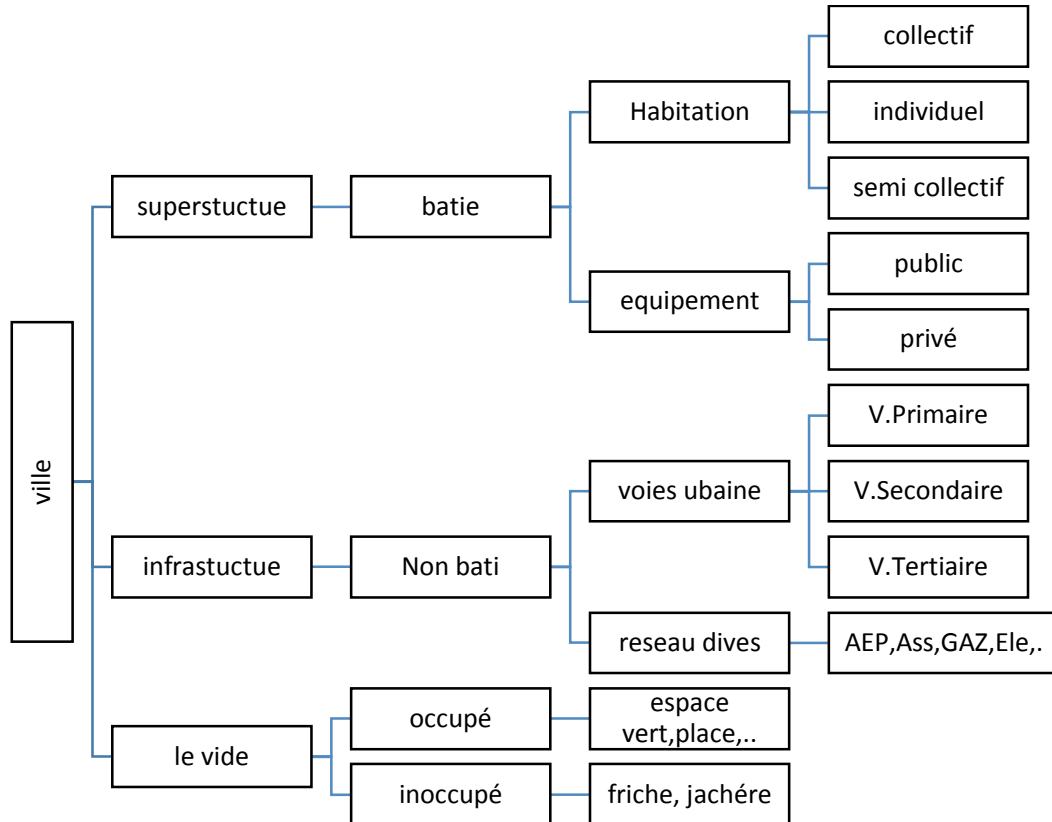 ville
superstuctue
batie
Habitation
collectif
individuel
semi collectif
equipement
public
privé
infrastuctue
Non bati
voies ubaine
V.Primaire
V.Secondaire
V.Tertiaire
reseau dives
AEP,Ass,GAZ,Ele,.
le vide
occupé
espace
vert,place,..
inoccupé
friche, jachére